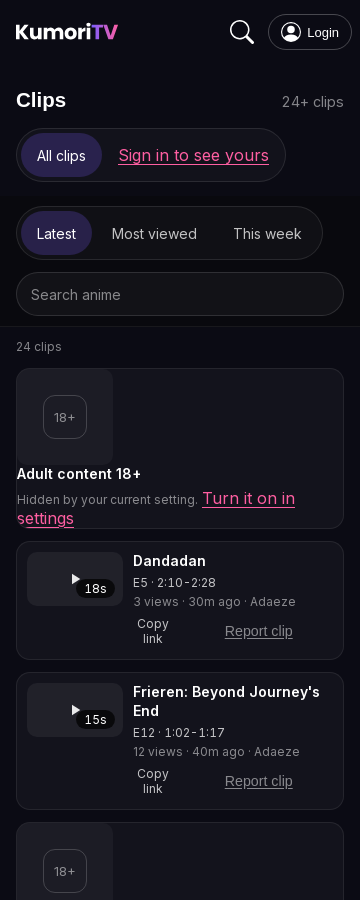 KumoriTV
Login
Clips
24+ clips
All clips
Sign in to see yours
Latest
Most viewed
This week
Search anime
24 clips
18+
Adult content 18+
Hidden by your current setting. Turn it on in
settings
18s
Dandadan
E5 · 2:10-2:28
3 views · 30m ago · Adaeze
Copy
link
Report clip
15s
Frieren: Beyond Journey's
End
E12 · 1:02-1:17
12 views · 40m ago · Adaeze
Copy
link
Report clip
18+